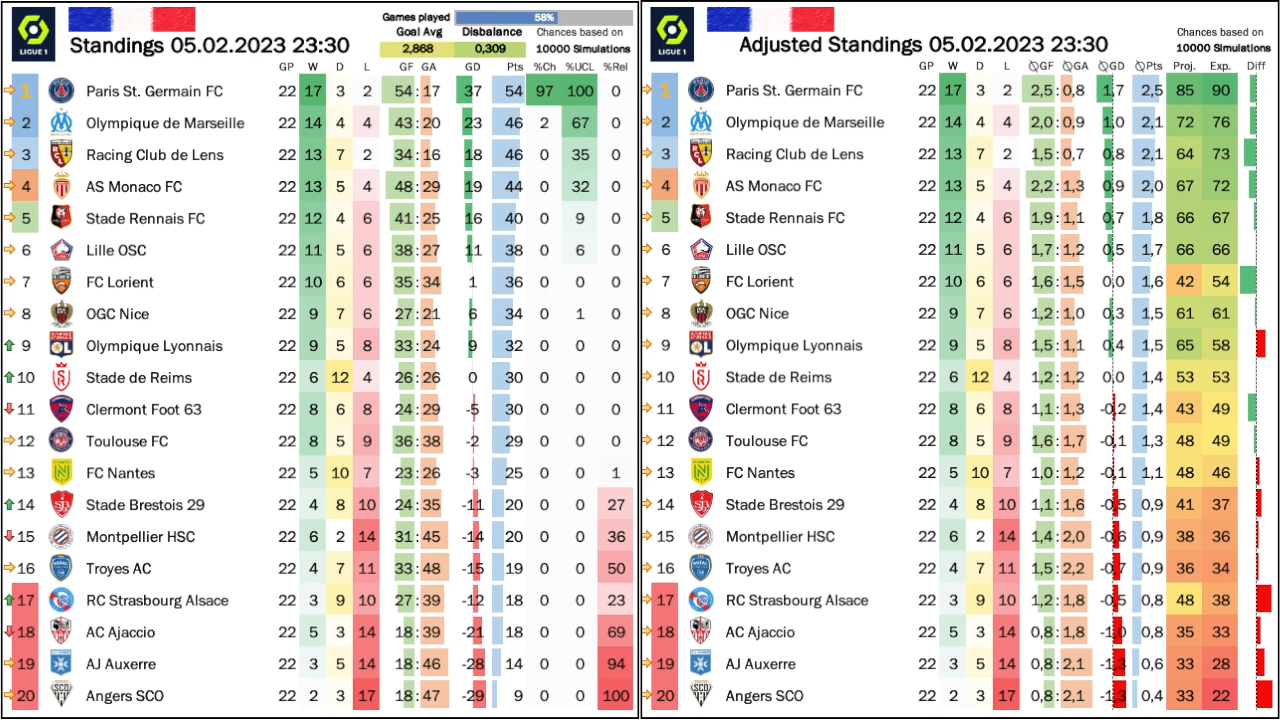 LIGUE 1
Standings 05.02.2023 23:30
Games played 58%
Goal Avg Disbalance
2,868 0,309
Chances based on
10000 Simulations
GP W D L GF GA GD Pts %Ch %UCL %Rel
1 Paris St. Germain FC 22 17 3 2 54 : 17 37 54 97 100 0
2 Olympique de Marseille 22 14 4 4 43 : 20 23 46 2 67 0
3 Racing Club de Lens 22 13 7 2 34 : 16 18 46 0 35 0
4 AS Monaco FC 22 13 5 4 48 : 29 19 44 0 32 0
5 Stade Rennais FC 22 12 4 6 41 : 25 16 40 0 9 0
6 Lille OSC 22 11 5 6 38 : 27 11 38 0 6 0
7 FC Lorient 22 10 6 6 35 : 34 1 36 0 0 0
8 OGC Nice 22 9 7 6 27 : 21 6 34 0 1 0
9 Olympique Lyonnais 22 9 5 8 33 : 24 9 32 0 0 0
10 Stade de Reims 22 6 12 4 26 : 26 0 30 0 0 0
11 Clermont Foot 63 22 8 6 8 24 : 29 -5 30 0 0 0
12 Toulouse FC 22 8 5 9 36 : 38 -2 29 0 0 0
13 FC Nantes 22 5 10 7 23 : 26 -3 25 0 0 1
14 Stade Brestois 29 22 4 8 10 24 : 35 -11 20 0 0 27
15 Montpellier HSC 22 6 2 14 31 : 45 -14 20 0 0 36
16 Troyes AC 22 4 7 11 33 : 48 -15 19 0 0 50
17 RC Strasbourg Alsace 22 3 9 10 27 : 39 -12 18 0 0 23
18 AC Ajaccio 22 5 3 14 18 : 39 -21 18 0 0 69
19 AJ Auxerre 22 3 5 14 18 : 46 -28 14 0 0 94
20 Angers SCO 22 2 3 17 18 : 47 -29 9 0 0 100
LIGUE 1
Adjusted Standings 05.02.2023 23:30
Chances based on
10000 Simulations
GP W D L ∅GF ∅GA ∅GD ∅Pts Proj. Exp. Diff
1 Paris St. Germain FC 22 17 3 2 2,5 : 0,8 1,7 2,5 85 90
2 Olympique de Marseille 22 14 4 4 2,0 : 0,9 1,0 2,1 72 76
3 Racing Club de Lens 22 13 7 2 1,5 : 0,7 0,8 2,1 64 73
4 AS Monaco FC 22 13 5 4 2,2 : 1,3 0,9 2,0 67 72
5 Stade Rennais FC 22 12 4 6 1,9 : 1,1 0,7 1,8 66 67
6 Lille OSC 22 11 5 6 1,7 : 1,2 0,5 1,7 66 66
7 FC Lorient 22 10 6 6 1,6 : 1,5 0,0 1,6 42 54
8 OGC Nice 22 9 7 6 1,2 : 1,0 0,3 1,5 61 61
9 Olympique Lyonnais 22 9 5 8 1,5 : 1,1 0,4 1,5 65 58
10 Stade de Reims 22 6 12 4 1,2 : 1,2 0,0 1,4 53 53
11 Clermont Foot 63 22 8 6 8 1,1 : 1,3 -0,2 1,4 43 49
12 Toulouse FC 22 8 5 9 1,6 : 1,7 -0,1 1,3 48 49
13 FC Nantes 22 5 10 7 1,0 : 1,2 -0,1 1,1 48 46
14 Stade Brestois 29 22 4 8 10 1,1 : 1,6 -0,5 0,9 41 37
15 Montpellier HSC 22 6 2 14 1,4 : 2,0 -0,6 0,9 38 36
16 Troyes AC 22 4 7 11 1,5 : 2,2 -0,7 0,9 36 34
17 RC Strasbourg Alsace 22 3 9 10 1,2 : 1,8 -0,5 0,8 48 38
18 AC Ajaccio 22 5 3 14 0,8 : 1,8 -1,0 0,8 35 33
19 AJ Auxerre 22 3 5 14 0,8 : 2,1 -1,3 0,6 33 28
20 Angers SCO 22 2 3 17 0,8 : 2,1 -1,3 0,4 33 22